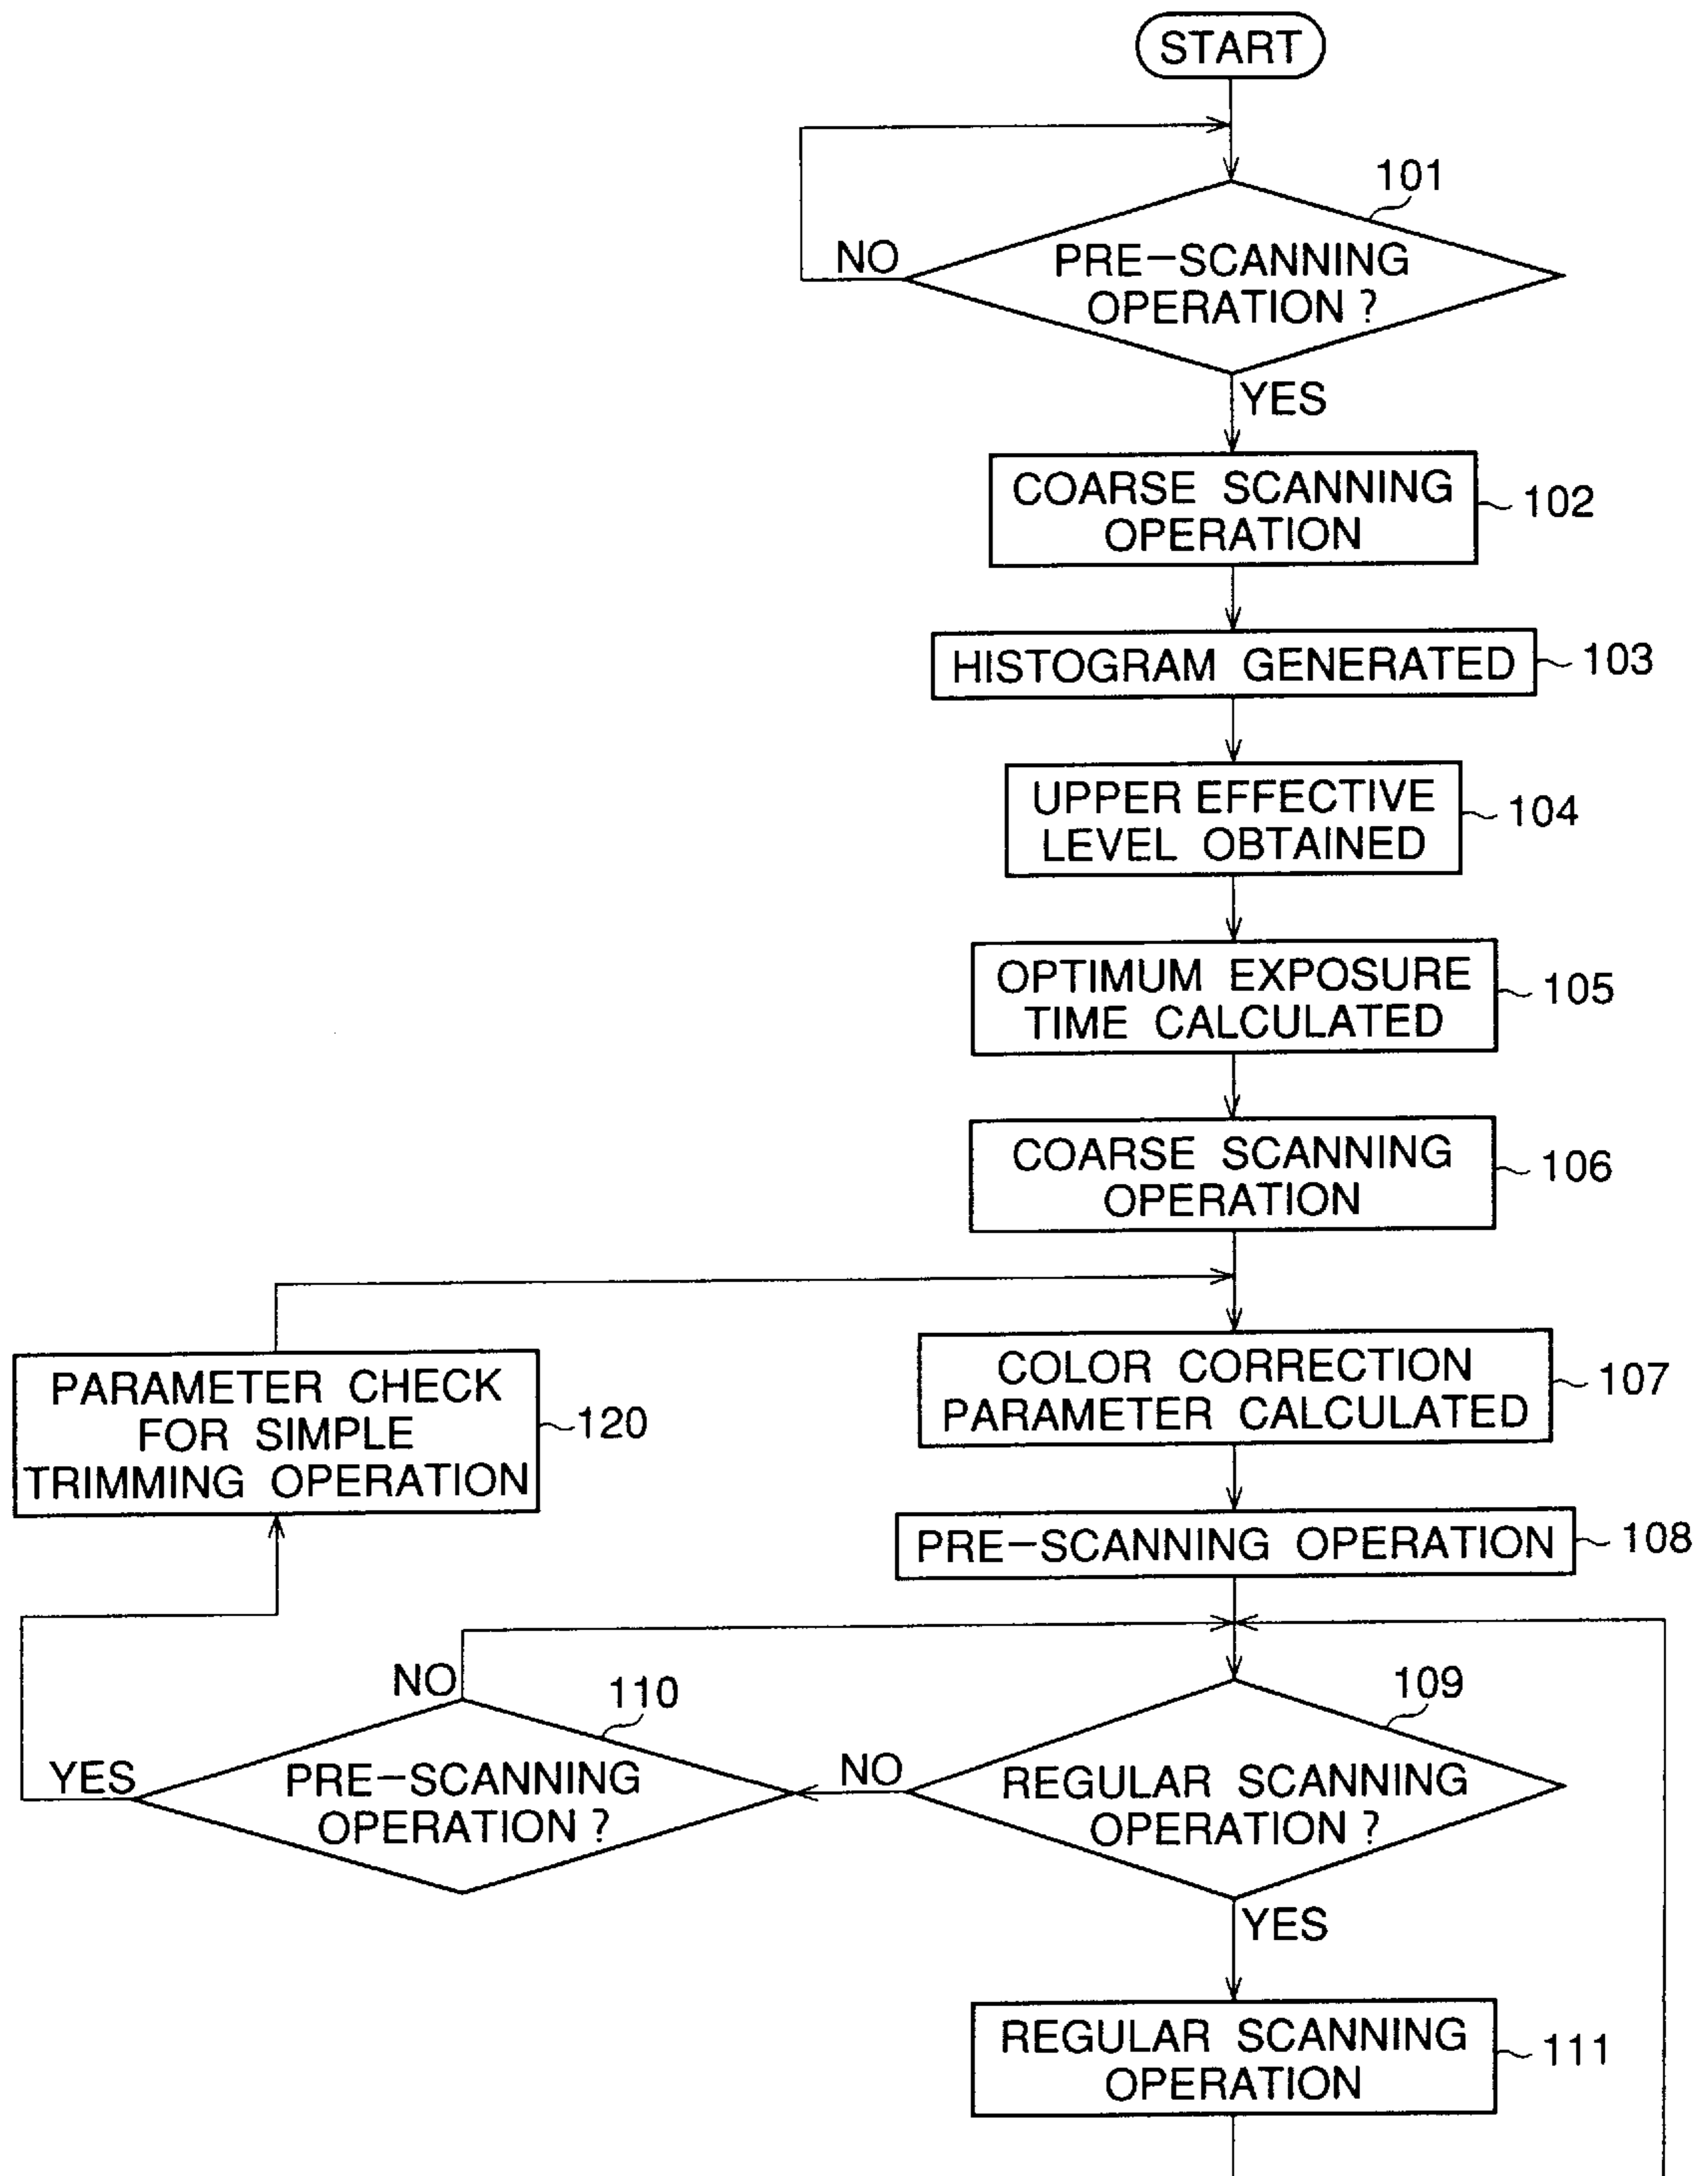 START
101
NO
PRE-SCANNING
OPERATION ?
YES
COARSE SCANNING
OPERATION
102
HISTOGRAM GENERATED
103
UPPER EFFECTIVE
LEVEL OBTAINED
104
OPTIMUM EXPOSURE
TIME CALCULATED
105
COARSE SCANNING
OPERATION
106
COLOR CORRECTION
PARAMETER CALCULATED
107
PARAMETER CHECK
FOR SIMPLE
TRIMMING OPERATION
120
PRE-SCANNING OPERATION
108
NO
110
YES
PRE-SCANNING
OPERATION ?
NO
109
REGULAR SCANNING
OPERATION ?
YES
REGULAR SCANNING
OPERATION
111